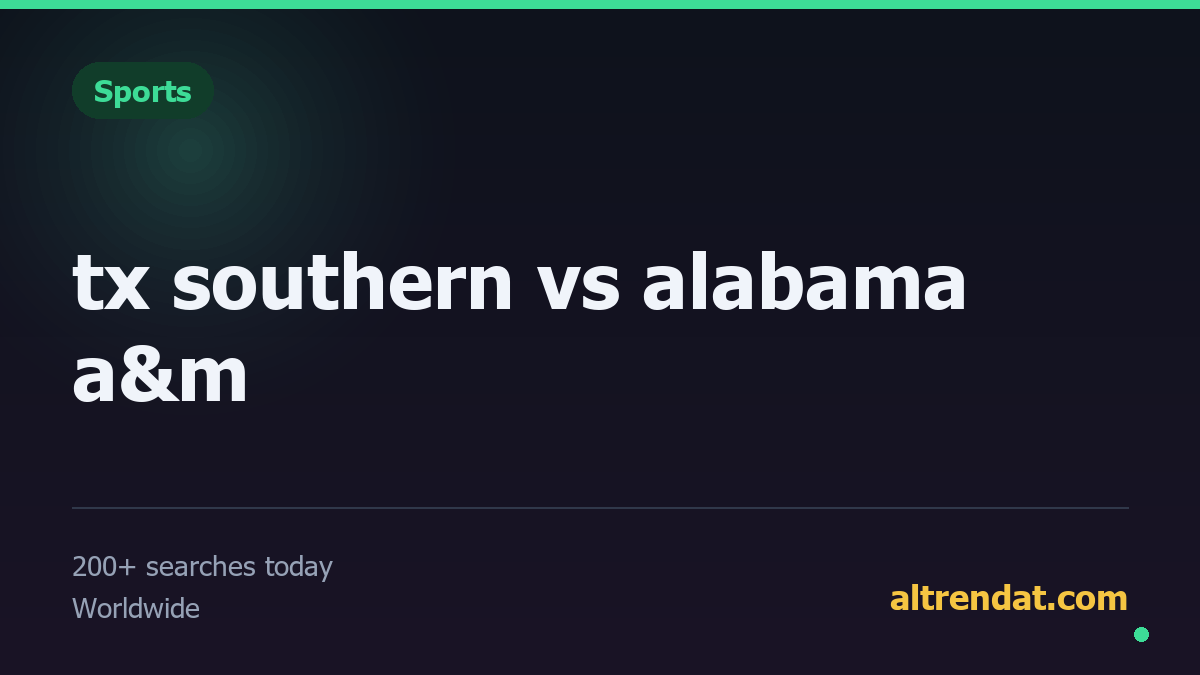 Sports
tx southern vs alabama
a&m
200+ searches today
Worldwide
altrendat.com